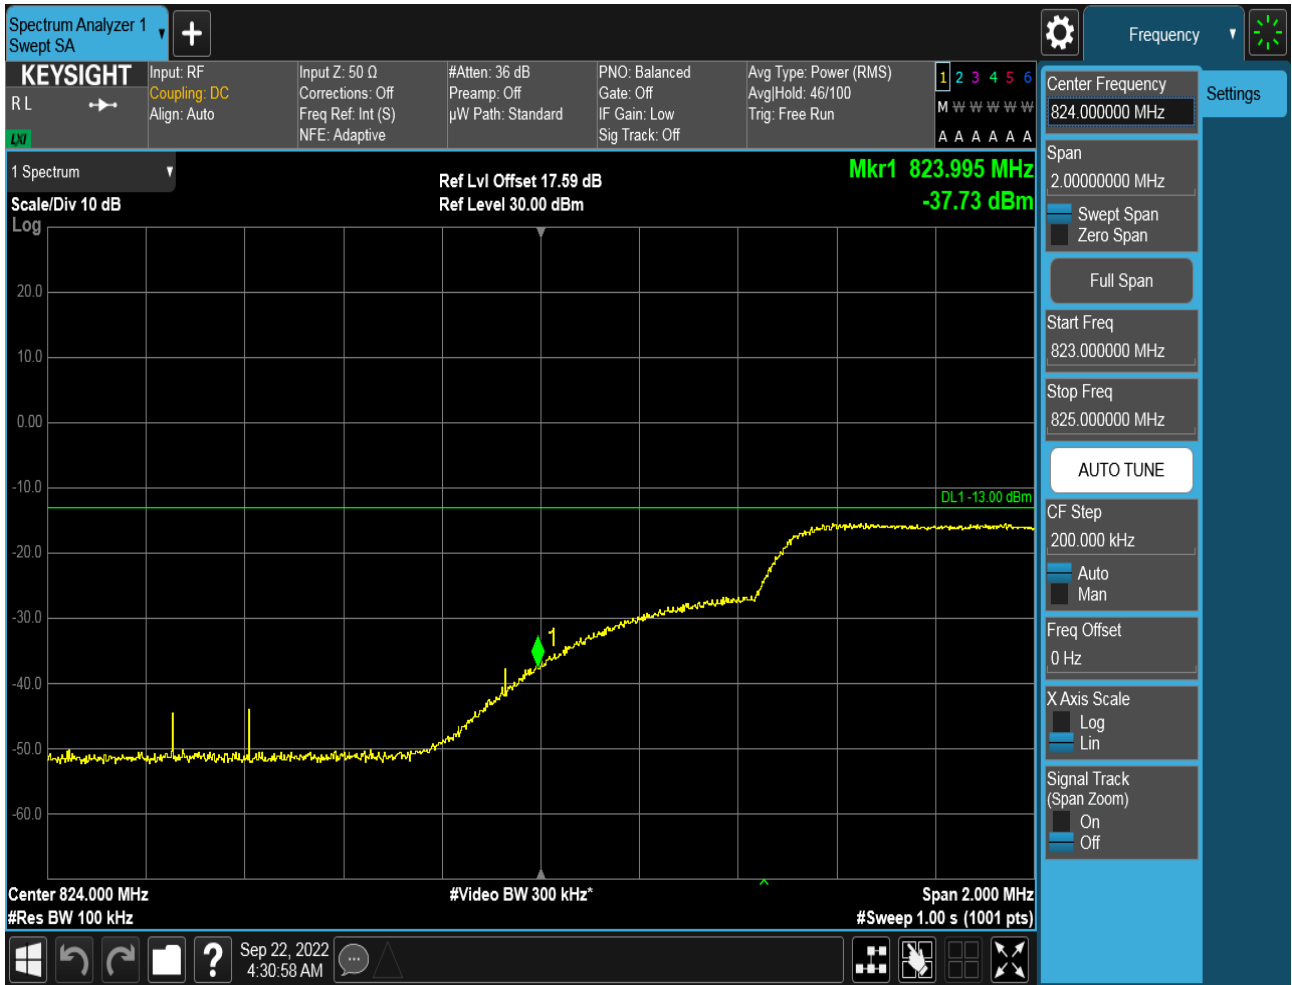 Spectrum Analyzer 1
Swept SA
Frequency
KEYSIGHT
R L
LXI
Input: RF
Coupling: DC
Align: Auto
Input Z: 50 Ω
Corrections: Off
Freq Ref: Int (S)
NFE: Adaptive
#Atten: 36 dB
Preamp: Off
µW Path: Standard
PNO: Balanced
Gate: Off
IF Gain: Low
Sig Track: Off
Avg Type: Power (RMS)
Avg|Hold: 46/100
Trig: Free Run
1 2 3 4 5 6
M W W W W W
A A A A A A
1 Spectrum
Scale/Div 10 dB
Log
Ref Lvl Offset 17.59 dB
Ref Level 30.00 dBm
Mkr1 823.995 MHz
-37.73 dBm
20.0
10.0
0.00
-10.0
DL1 -13.00 dBm
-20.0
-30.0
1
-40.0
-50.0
-60.0
Center 824.000 MHz
#Video BW 300 kHz*
Span 2.000 MHz
#Res BW 100 kHz
#Sweep 1.00 s (1001 pts)
?
Sep 22, 2022
4:30:58 AM
Center Frequency
824.000000 MHz
Settings
Span
2.00000000 MHz
Swept Span
Zero Span
Full Span
Start Freq
823.000000 MHz
Stop Freq
825.000000 MHz
AUTO TUNE
CF Step
200.000 kHz
Auto
Man
Freq Offset
0 Hz
X Axis Scale
Log
Lin
Signal Track
(Span Zoom)
On
Off